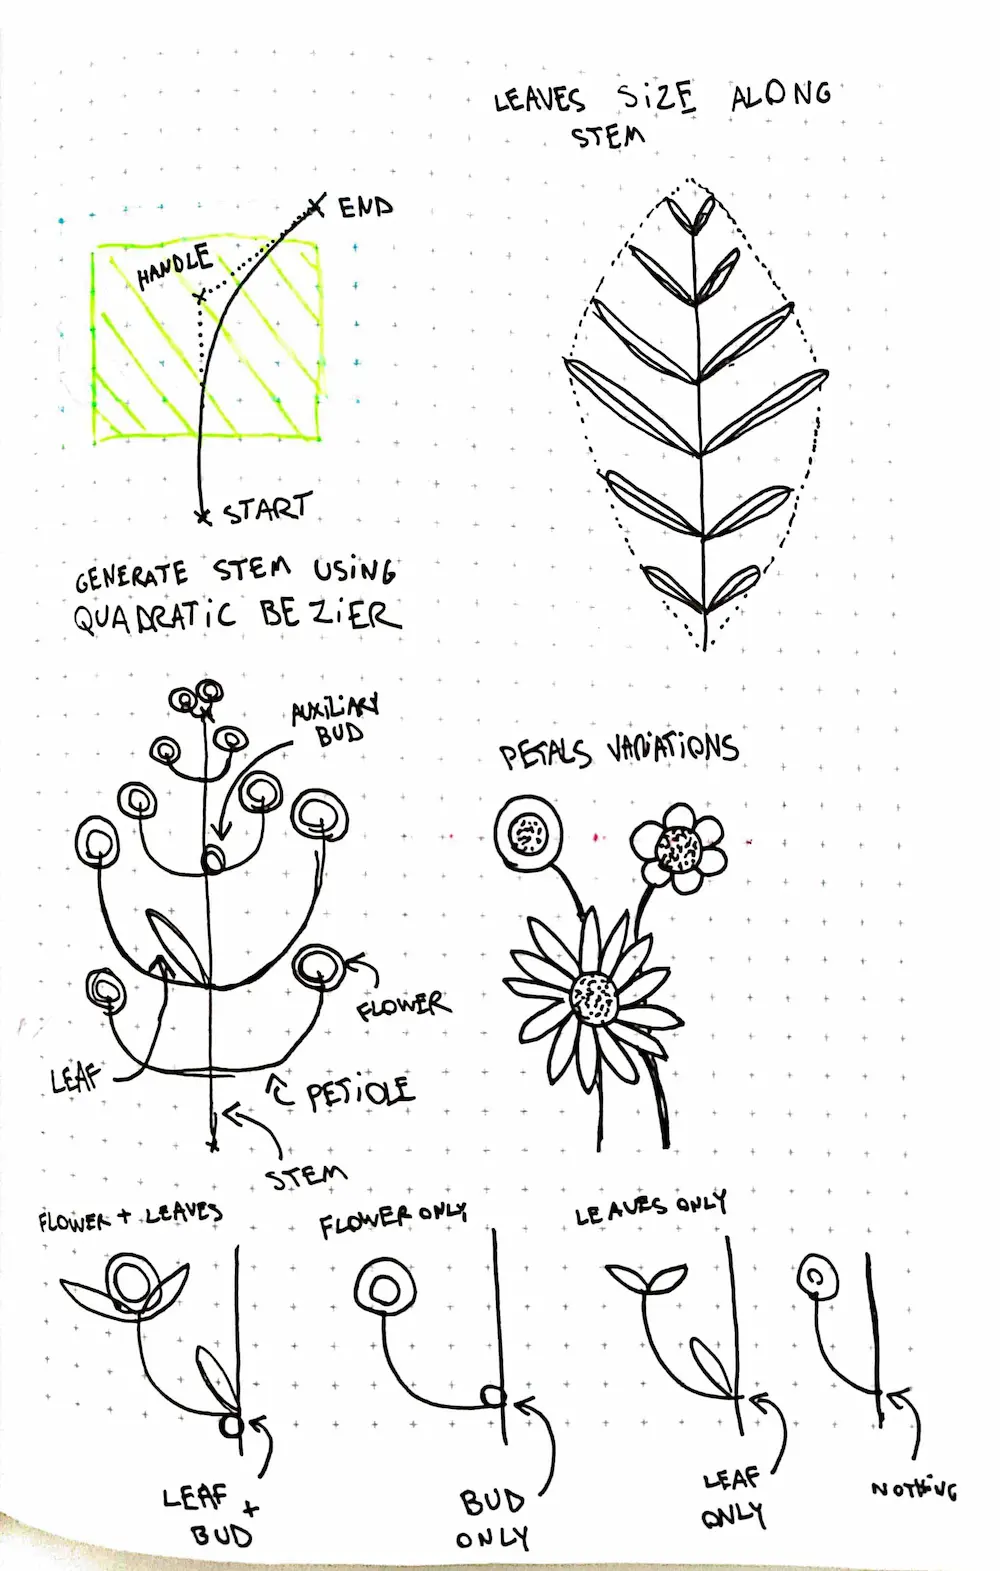 LEAVES SIZE ALONG
STEM
END
HANDLE
START
GENERATE STEM USING
QUADRATIC BEZIER
AUXILIARY
BUD
PETALS VARIATIONS
FLOWER
LEAF
PETIOLE
STEM
FLOWER + LEAVES
FLOWER ONLY
LEAVES ONLY
LEAF +
BUD
BUD
ONLY
LEAF
ONLY
NOTHING